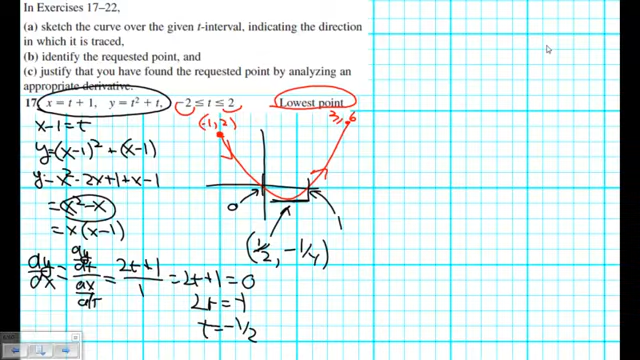 In Exercises 17–22,
(a) sketch the curve over the given t-interval, indicating the direction
in which it is traced,
(b) identify the requested point, and
(c) justify that you have found the requested point by analyzing an
appropriate derivative.
17. x = t + 1, y = t² + t, −2 ≤ t ≤ 2 Lowest point
(-1, 2)
3, 6
x-1=t
y=(x-1)²+(x-1)
y=x²-2x+1+x-1
=x²-x
=x(x-1)
0
1
(1/2, -1/4)
dy/dx = (dy/dt)/(dx/dt) = (2t+1)/1 = 2t+1=0
2t=-1
t=-1/2